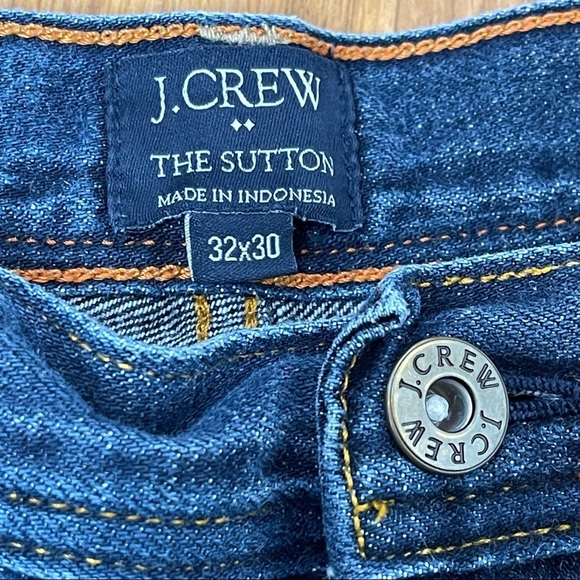 J.CREW
THE SUTTON
MADE IN INDONESIA
32x30
J.CREW J.CREW